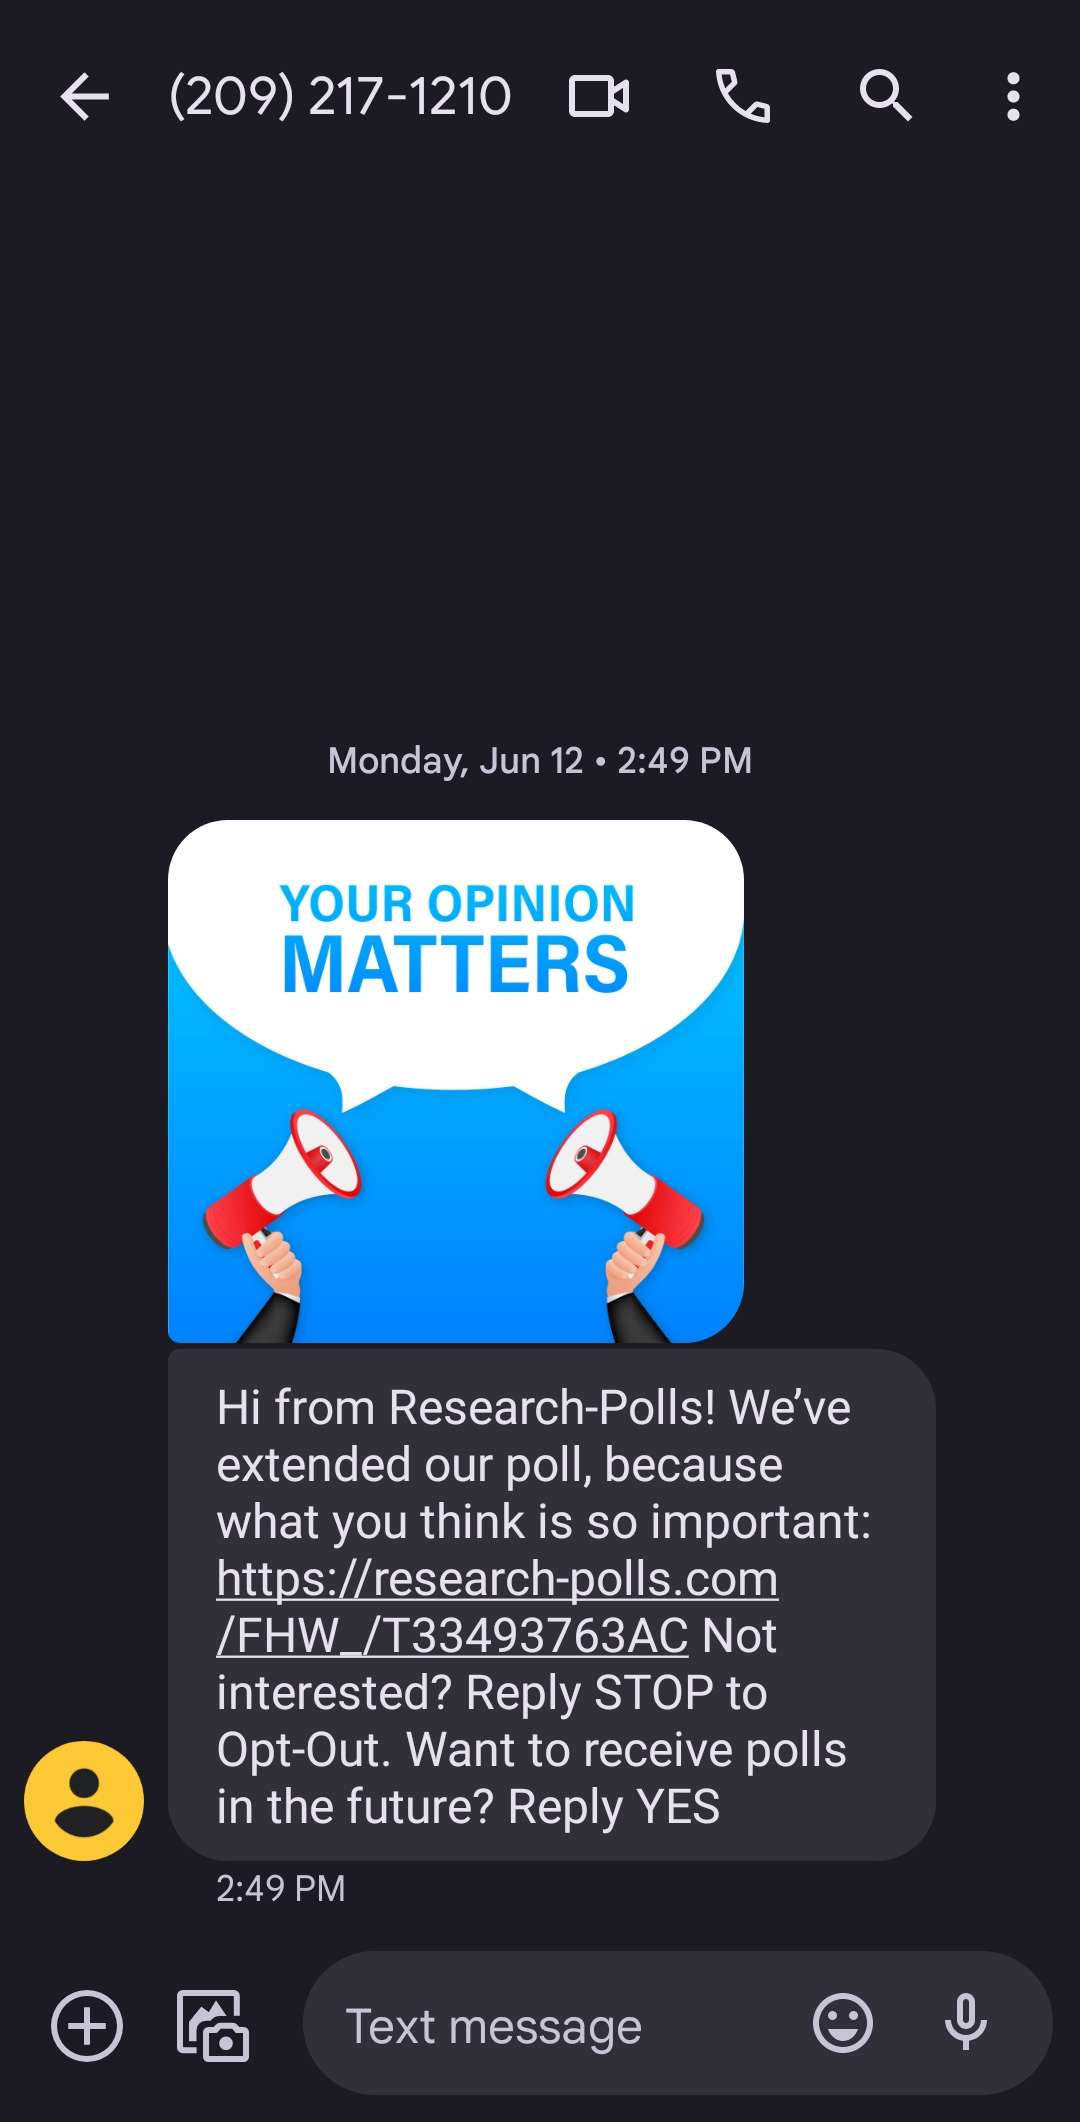 (209) 217-1210
Monday, Jun 12 • 2:49 PM
YOUR OPINION
MATTERS
Hi from Research-Polls! We’ve
extended our poll, because
what you think is so important:
https://research-polls.com
/FHW_/T33493763AC Not
interested? Reply STOP to
Opt-Out. Want to receive polls
in the future? Reply YES
2:49 PM
Text message